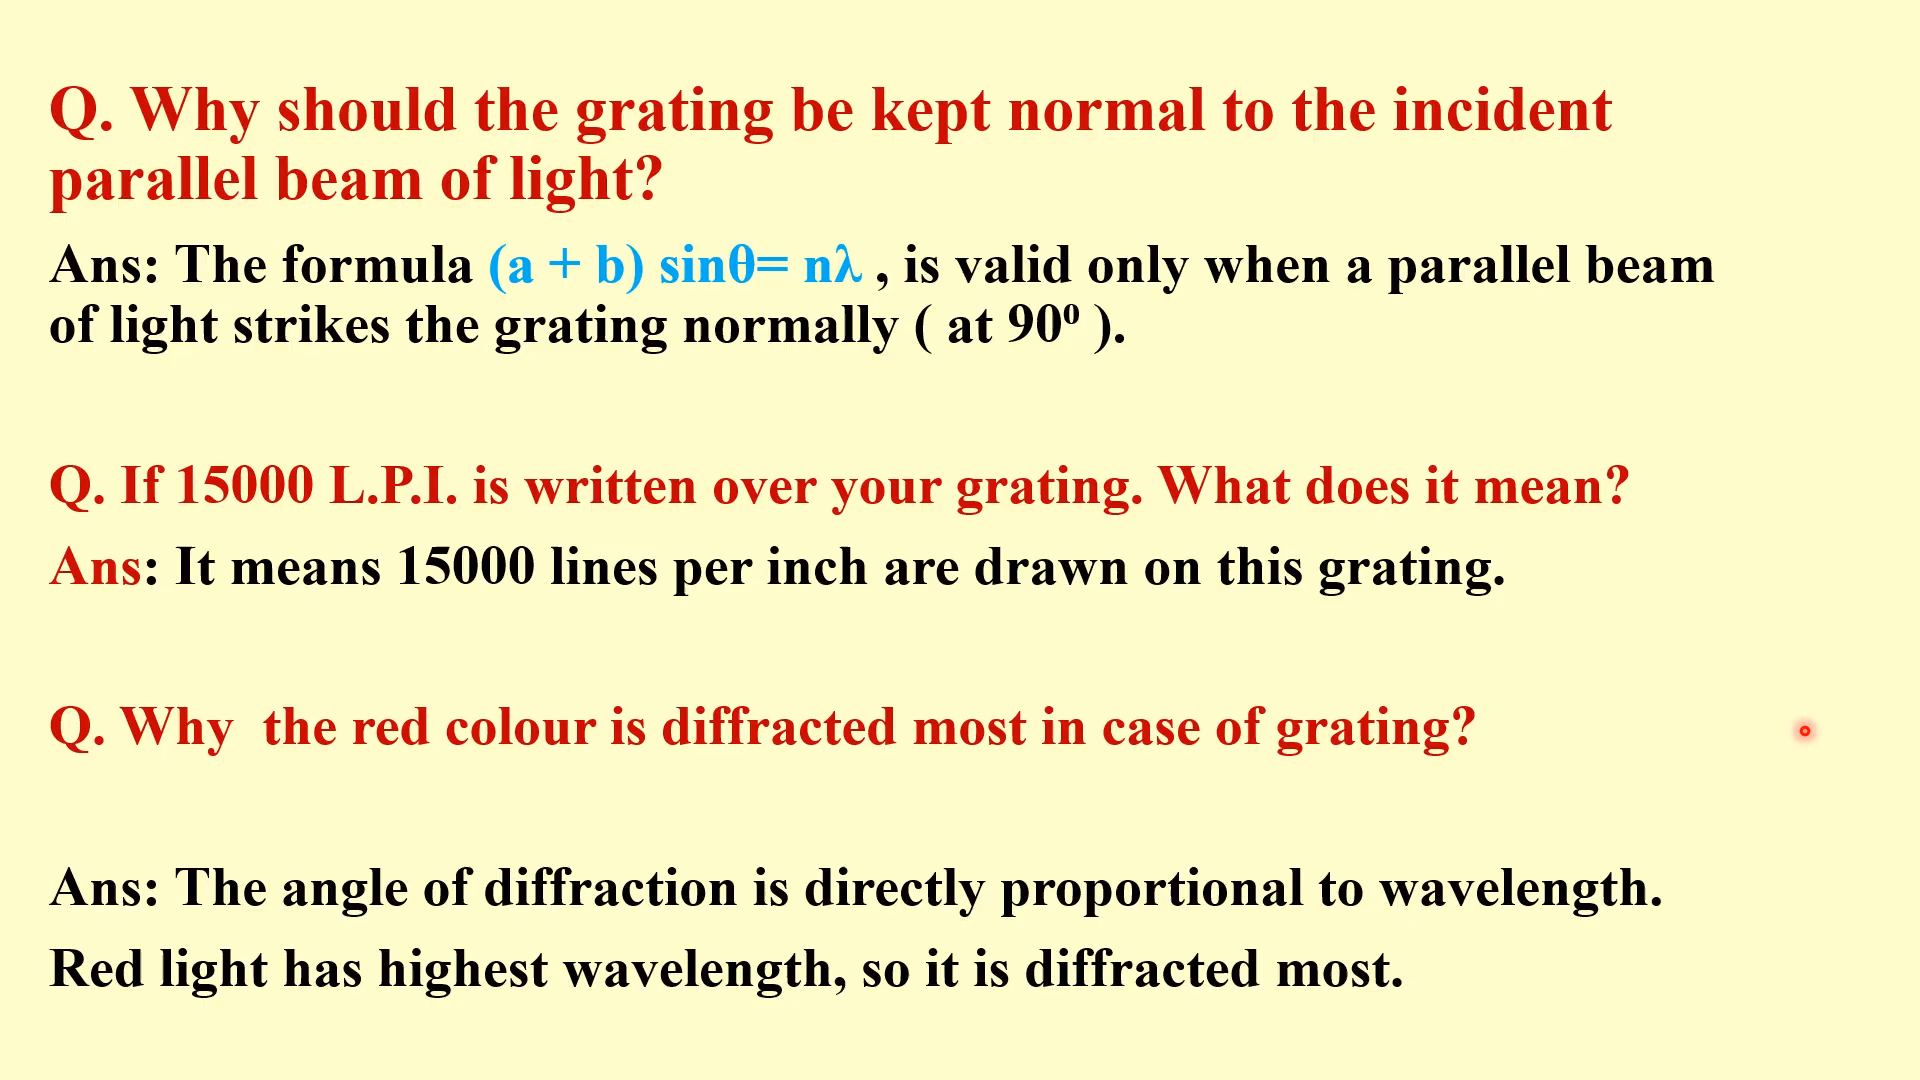 Q. Why should the grating be kept normal to the incident
parallel beam of light?
Ans: The formula (a + b) sinθ= nλ , is valid only when a parallel beam
of light strikes the grating normally ( at 90⁰ ).
Q. If 15000 L.P.I. is written over your grating. What does it mean?
Ans: It means 15000 lines per inch are drawn on this grating.
Q. Why  the red colour is diffracted most in case of grating?
Ans: The angle of diffraction is directly proportional to wavelength.
Red light has highest wavelength, so it is diffracted most.